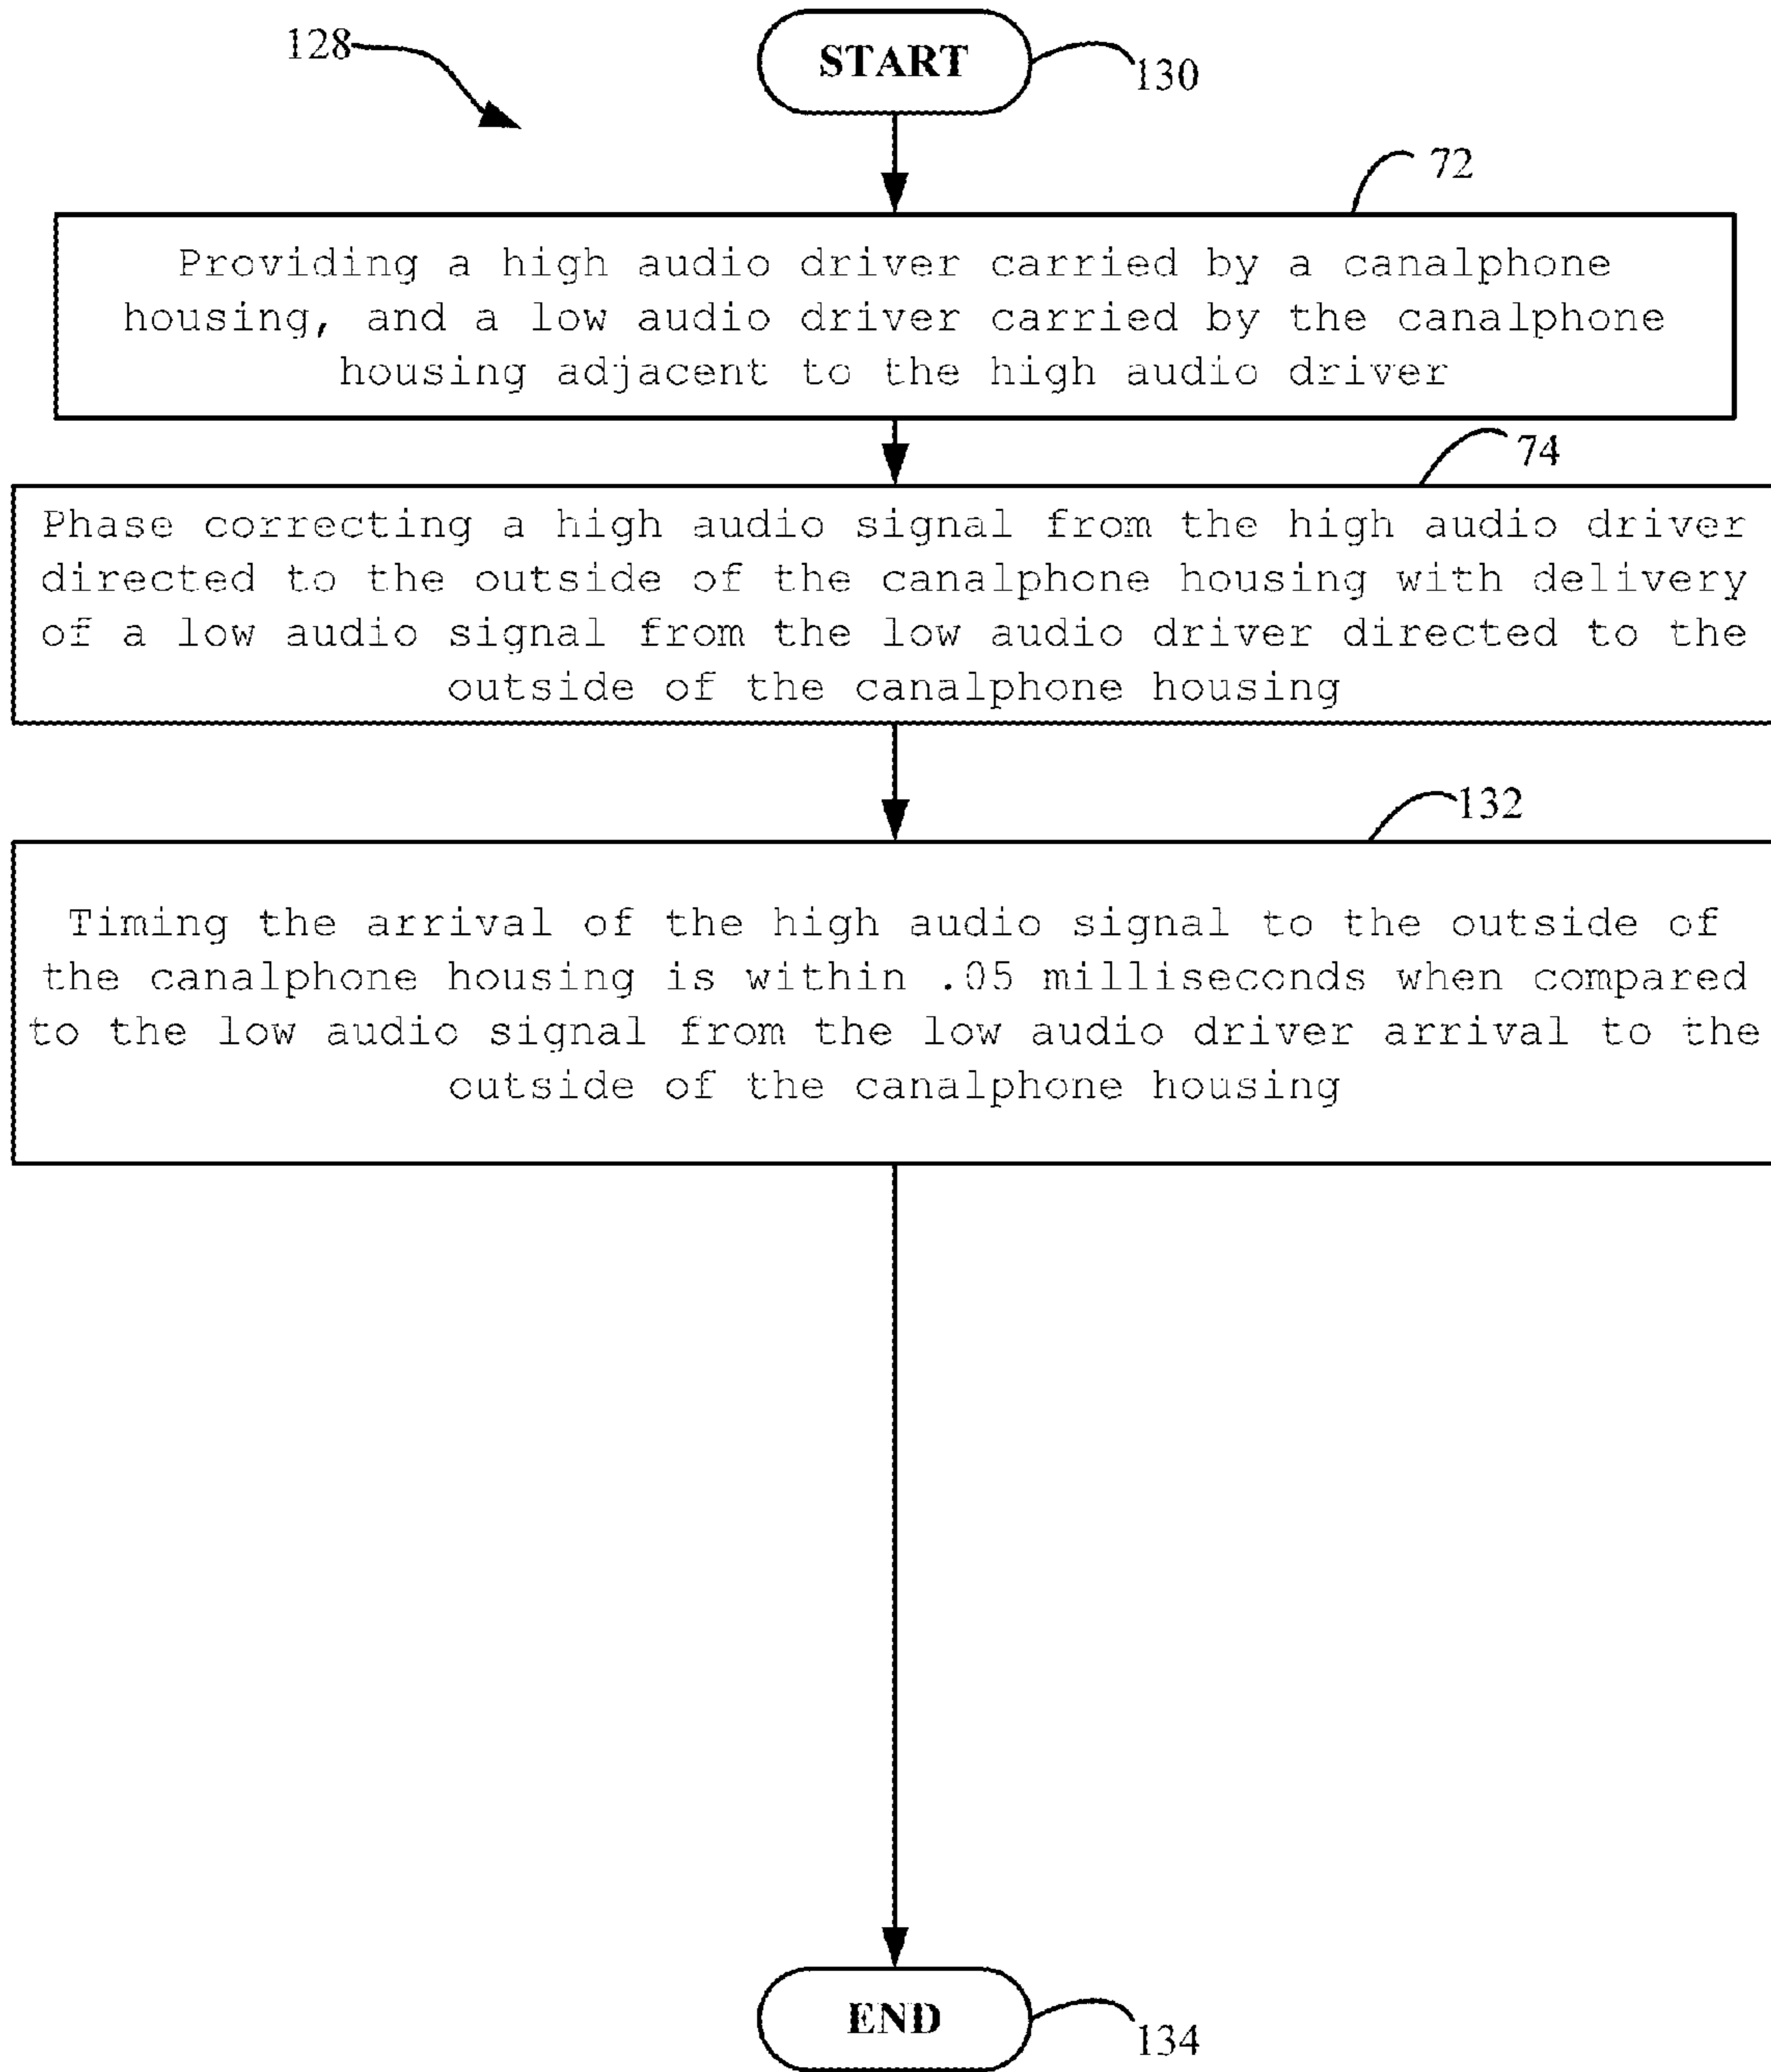 128
START
130
72
Providing a high audio driver carried by a canalphone
housing, and a low audio driver carried by the canalphone
housing adjacent to the high audio driver
74
Phase correcting a high audio signal from the high audio driver
directed to the outside of the canalphone housing with delivery
of a low audio signal from the low audio driver directed to the
outside of the canalphone housing
132
Timing the arrival of the high audio signal to the outside of
the canalphone housing is within .05 milliseconds when compared
to the low audio signal from the low audio driver arrival to the
outside of the canalphone housing
END
134